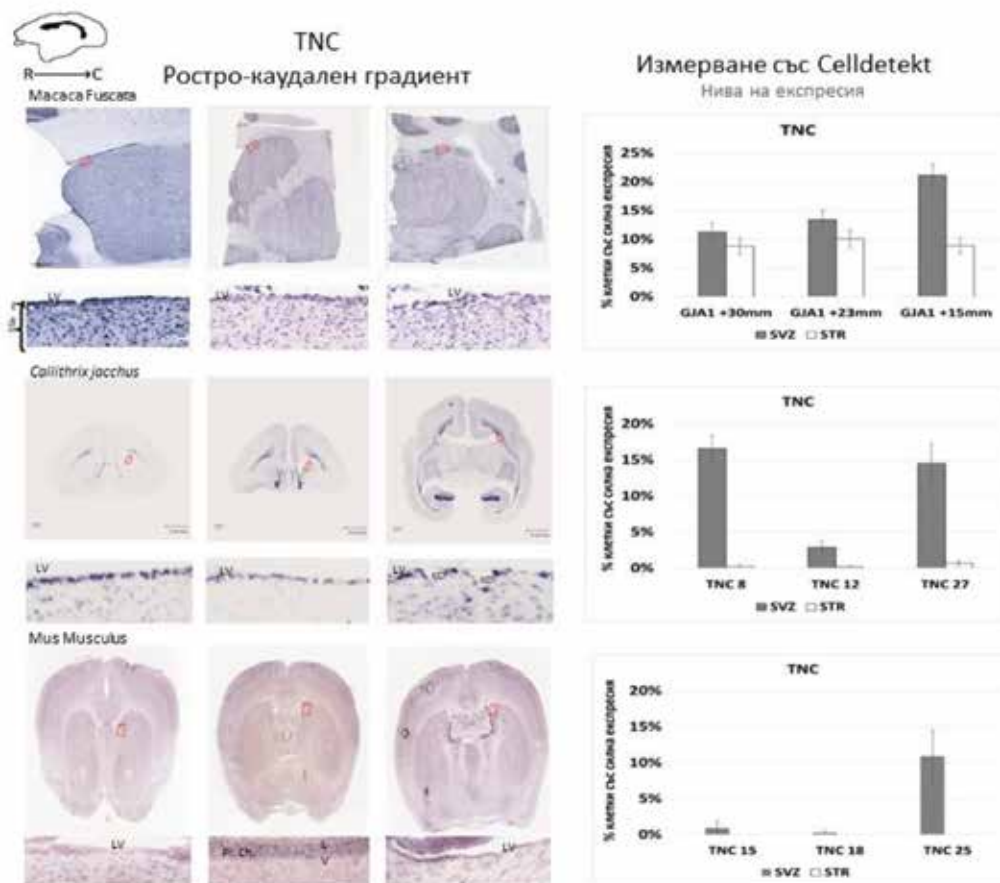 TNC
Ростро-каудален градиент
R C
Macaca Fuscata
LV
LV
LV
Callithrix jacchus
LV
LV
LV
Mus Musculus
LV
L
V
LV
Измерване със Celldetekt
Нива на експресия
TNC
% клетки със силна експресия
25%
20%
15%
10%
5%
0%
GJA1 +30mm GJA1 +23mm GJA1 +15mm
SVZ STR
TNC
% клетки със силна експресия
20%
15%
10%
5%
0%
TNC 8 TNC 12 TNC 27
SVZ STR
TNC
% клетки със силна експресия
20%
15%
10%
5%
0%
TNC 15 TNC 18 TNC 25
SVZ STR